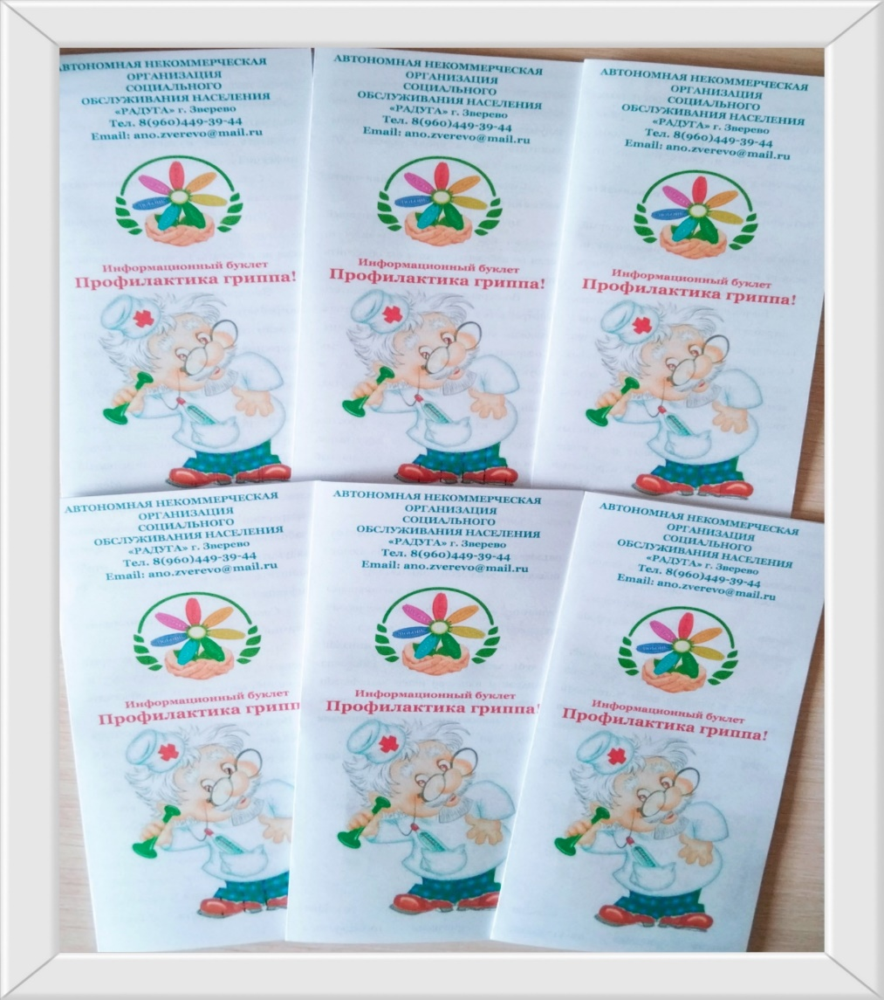 АВТОНОМНАЯ НЕКОММЕРЧЕСКАЯ
ОРГАНИЗАЦИЯ
СОЦИАЛЬНОГО
ОБСЛУЖИВАНИЯ НАСЕЛЕНИЯ
«РАДУГА» г. Зверево
Тел. 8(960)449-39-44
Email: ano.zverevo@mail.ru
Информационный буклет
Профилактика гриппа!
АВТОНОМНАЯ НЕКОММЕРЧЕСКАЯ
ОРГАНИЗАЦИЯ
СОЦИАЛЬНОГО
ОБСЛУЖИВАНИЯ НАСЕЛЕНИЯ
«РАДУГА» г. Зверево
Тел. 8(960)449-39-44
Email: ano.zverevo@mail.ru
Информационный буклет
Профилактика гриппа!
АВТОНОМНАЯ НЕКОММЕРЧЕСКАЯ
ОРГАНИЗАЦИЯ
СОЦИАЛЬНОГО
ОБСЛУЖИВАНИЯ НАСЕЛЕНИЯ
«РАДУГА» г. Зверево
Тел. 8(960)449-39-44
Email: ano.zverevo@mail.ru
Информационный буклет
Профилактика гриппа!
АВТОНОМНАЯ НЕКОММЕРЧЕСКАЯ
ОРГАНИЗАЦИЯ
СОЦИАЛЬНОГО
ОБСЛУЖИВАНИЯ НАСЕЛЕНИЯ
«РАДУГА» г. Зверево
Тел. 8(960)449-39-44
Email: ano.zverevo@mail.ru
Информационный буклет
Профилактика грипп
АВТОНОМНАЯ НЕКОММЕРЧЕСКАЯ
ОРГАНИЗАЦИЯ
СОЦИАЛЬНОГО
ОБСЛУЖИВАНИЯ НАСЕЛЕНИЯ
«РАДУГА» г. Зверево
Тел. 8(960)449-39-44
Email: ano.zverevo@mail.ru
Информационный буклет
Профилактика гриппа!
АВТОНОМНАЯ НЕКОММЕРЧЕСКАЯ
ОРГАНИЗАЦИЯ
СОЦИАЛЬНОГО
ОБСЛУЖИВАНИЯ НАСЕЛЕНИЯ
«РАДУГА» г. Зверево
Тел. 8(960)449-39-44
Email: ano.zverevo@mail.ru
Информационный буклет
Профилактика гриппа!